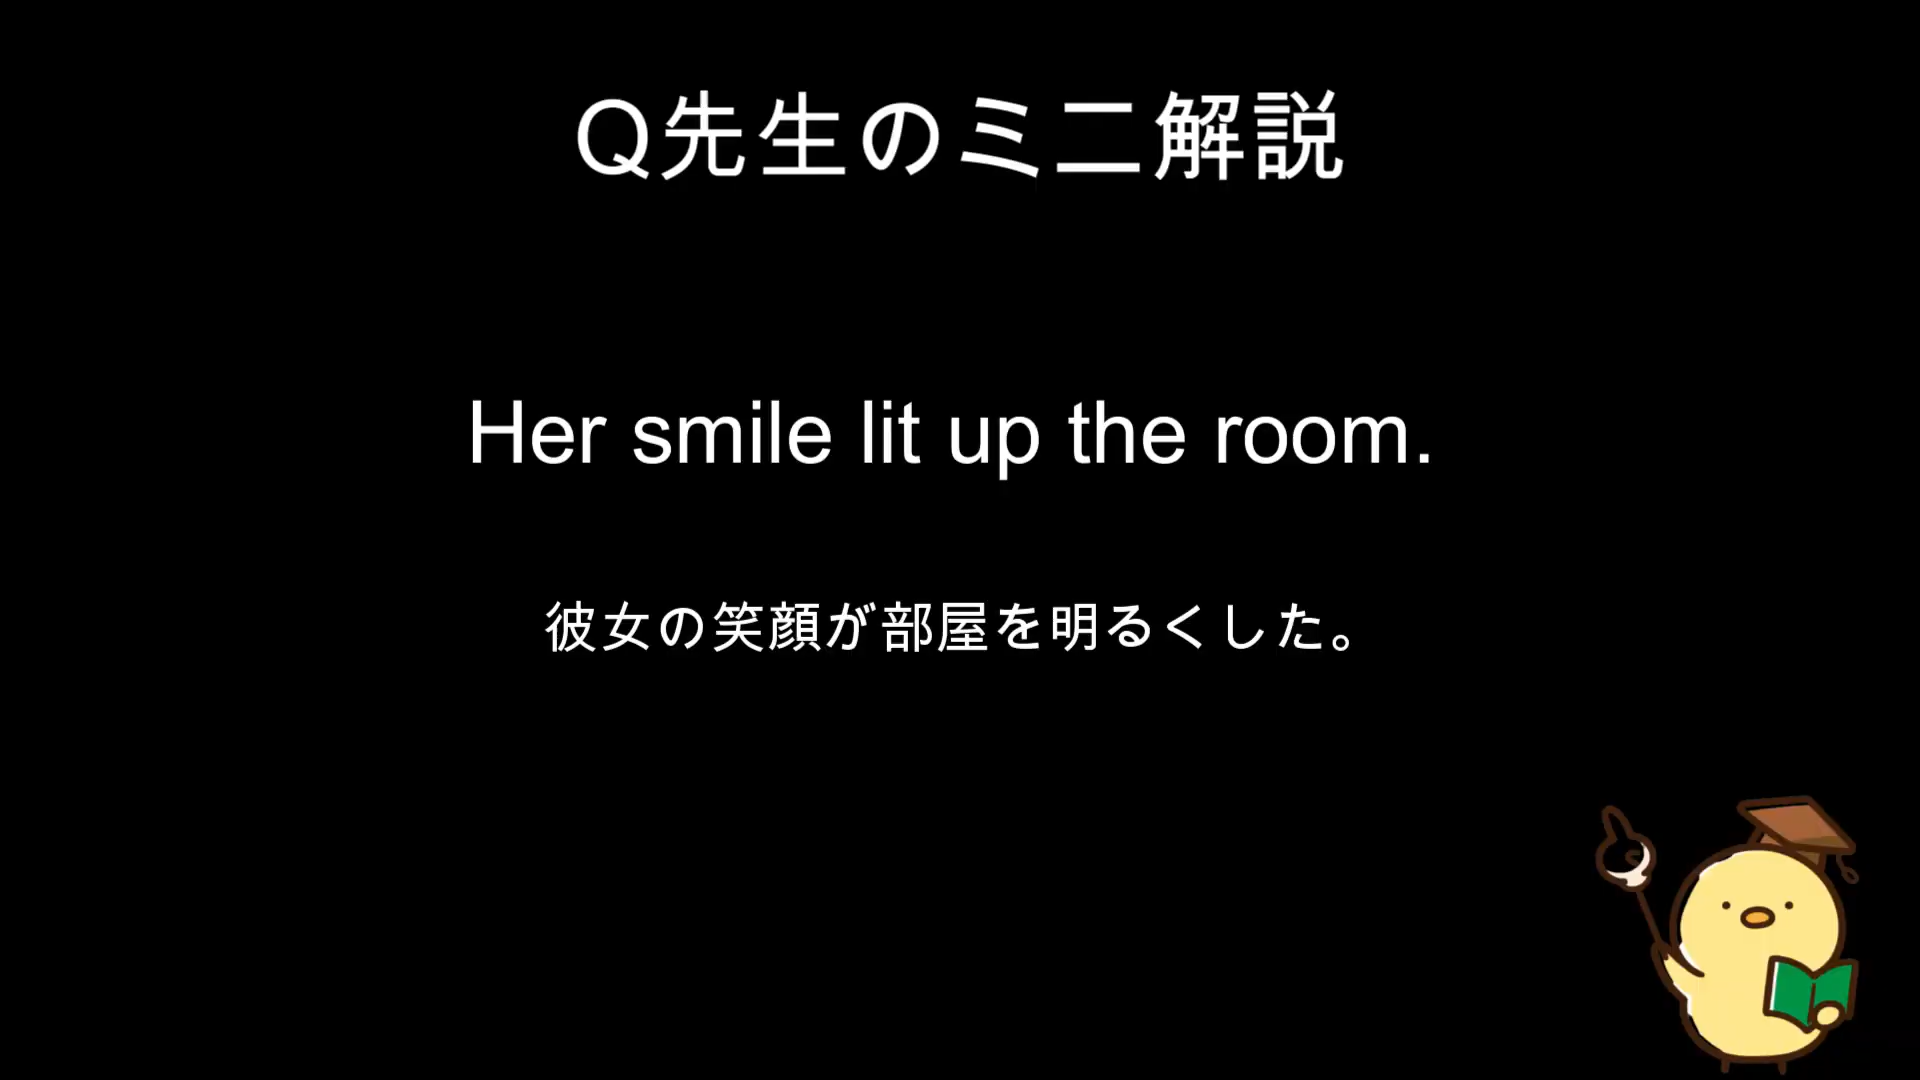 Q先生のミニ解説
Her smile lit up the room.
彼女の笑顔が部屋を明るくした。